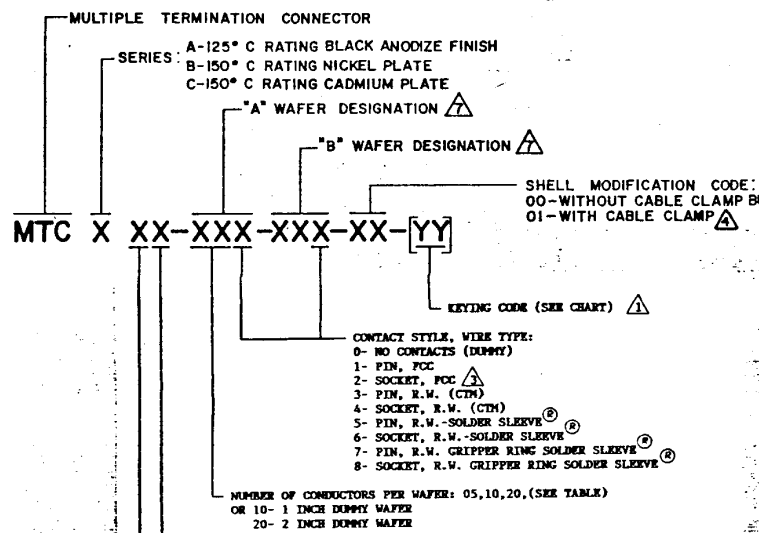 MULTIPLE TERMINATION CONNECTOR
SERIES: A-125° C RATING BLACK ANODIZE FINISH
B-150° C RATING NICKEL PLATE
C-150° C RATING CADMIUM PLATE
"A" WAFER DESIGNATION 7
"B" WAFER DESIGNATION 7
SHELL MODIFICATION CODE:
00-WITHOUT CABLE CLAMP
01-WITH CABLE CLAMP 4
MTC X XX-XXX-XXX-XX-[YY]
KEYING CODE (SEE CHART) 1
CONTACT STYLE, WIRE TYPE:
0- NO CONTACTS (DUMMY)
1- PIN, FCC
2- SOCKET, FCC 3
3- PIN, R.W. (CTM)
4- SOCKET, R.W. (CTM)
5- PIN, R.W.-SOLDER SLEEVE ®
6- SOCKET, R.W.-SOLDER SLEEVE ®
7- PIN, R.W. GRIPPER RING SOLDER SLEEVE ®
8- SOCKET, R.W. GRIPPER RING SOLDER SLEEVE ®
NUMBER OF CONDUCTORS PER WAFER: 05,10,20,(SEE TABLE)
OR 10- 1 INCH DUMMY WAFER
20- 2 INCH DUMMY WAFER